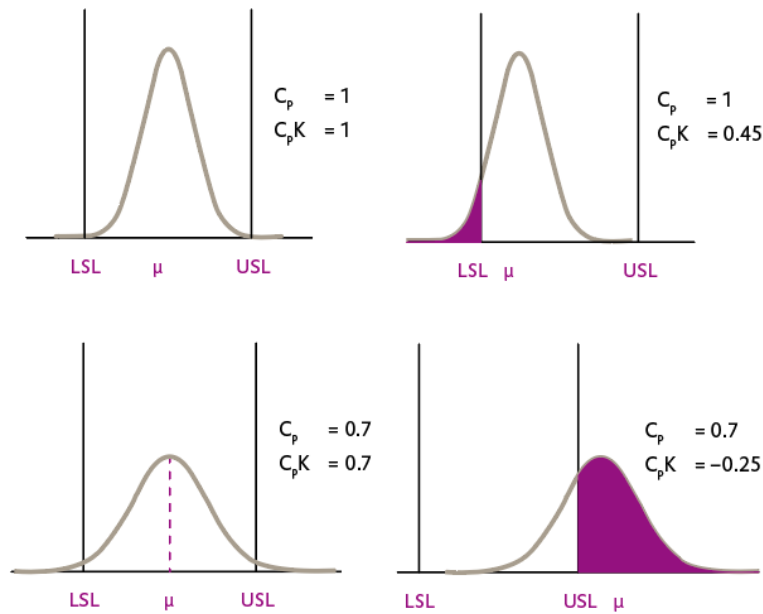 Cₚ = 1
CₚK = 1
LSL µ USL
Cₚ = 1
CₚK = 0.45
LSL µ USL
Cₚ = 0.7
CₚK = 0.7
LSL µ USL
Cₚ = 0.7
CₚK = –0.25
LSL USL µ